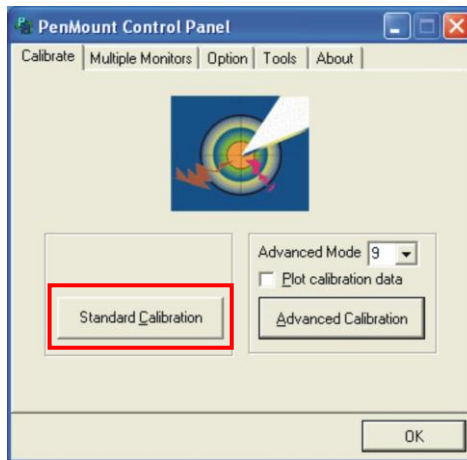 PenMount Control Panel
Calibrate Multiple Monitors Option Tools About
Advanced Mode 9
Plot calibration data
Standard Calibration
Advanced Calibration
OK